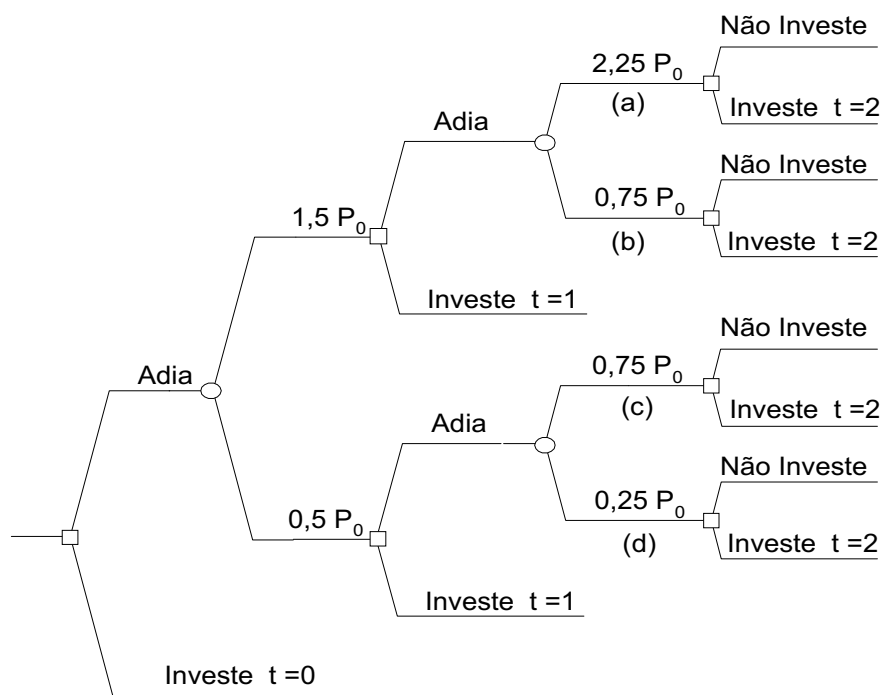 Não Investe
2,25 P0
(a)
Investe t =2
Adia
Não Investe
0,75 P0
(b)
Investe t =2
1,5 P0
Investe t =1
Adia
Não Investe
0,75 P0
(c)
Investe t =2
Adia
Não Investe
0,25 P0
(d)
Investe t =2
0,5 P0
Investe t =1
Investe t =0